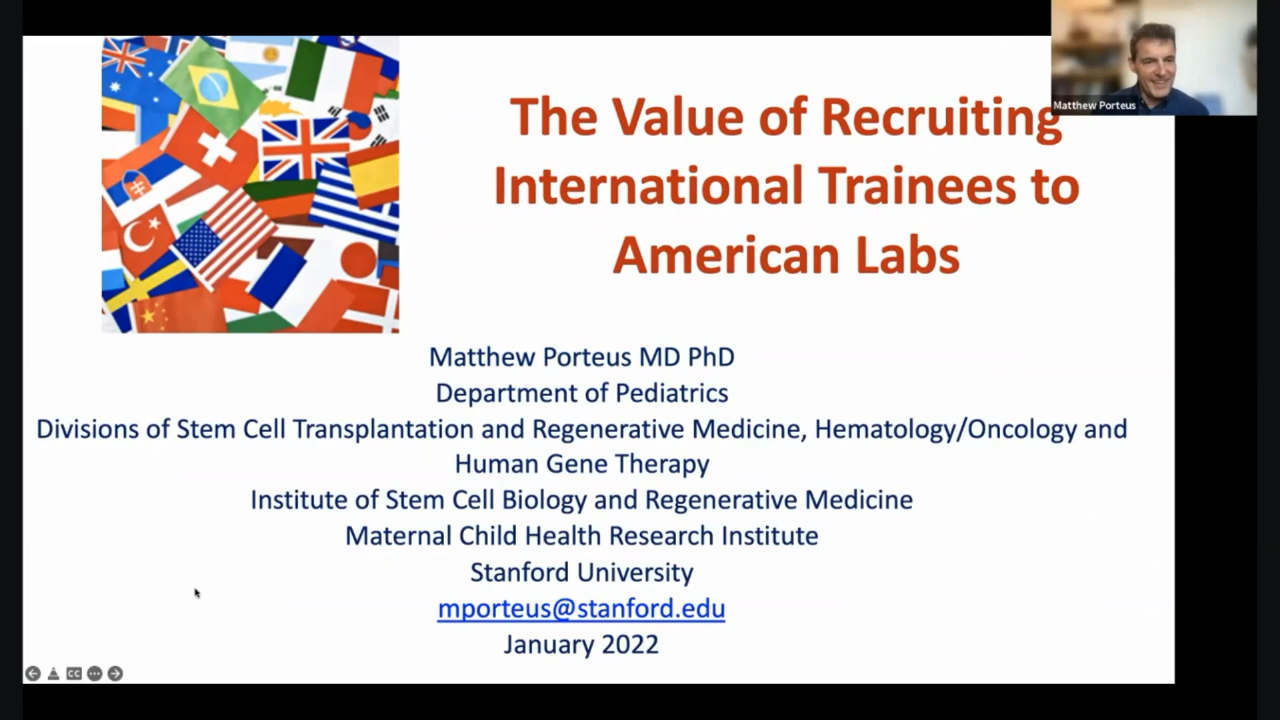 Matthew Porteus
The Value of Recruiting
International Trainees to
American Labs
Matthew Porteus MD PhD
Department of Pediatrics
Divisions of Stem Cell Transplantation and Regenerative Medicine, Hematology/Oncology and
Human Gene Therapy
Institute of Stem Cell Biology and Regenerative Medicine
Maternal Child Health Research Institute
Stanford University
mporteus@stanford.edu
January 2022
CC